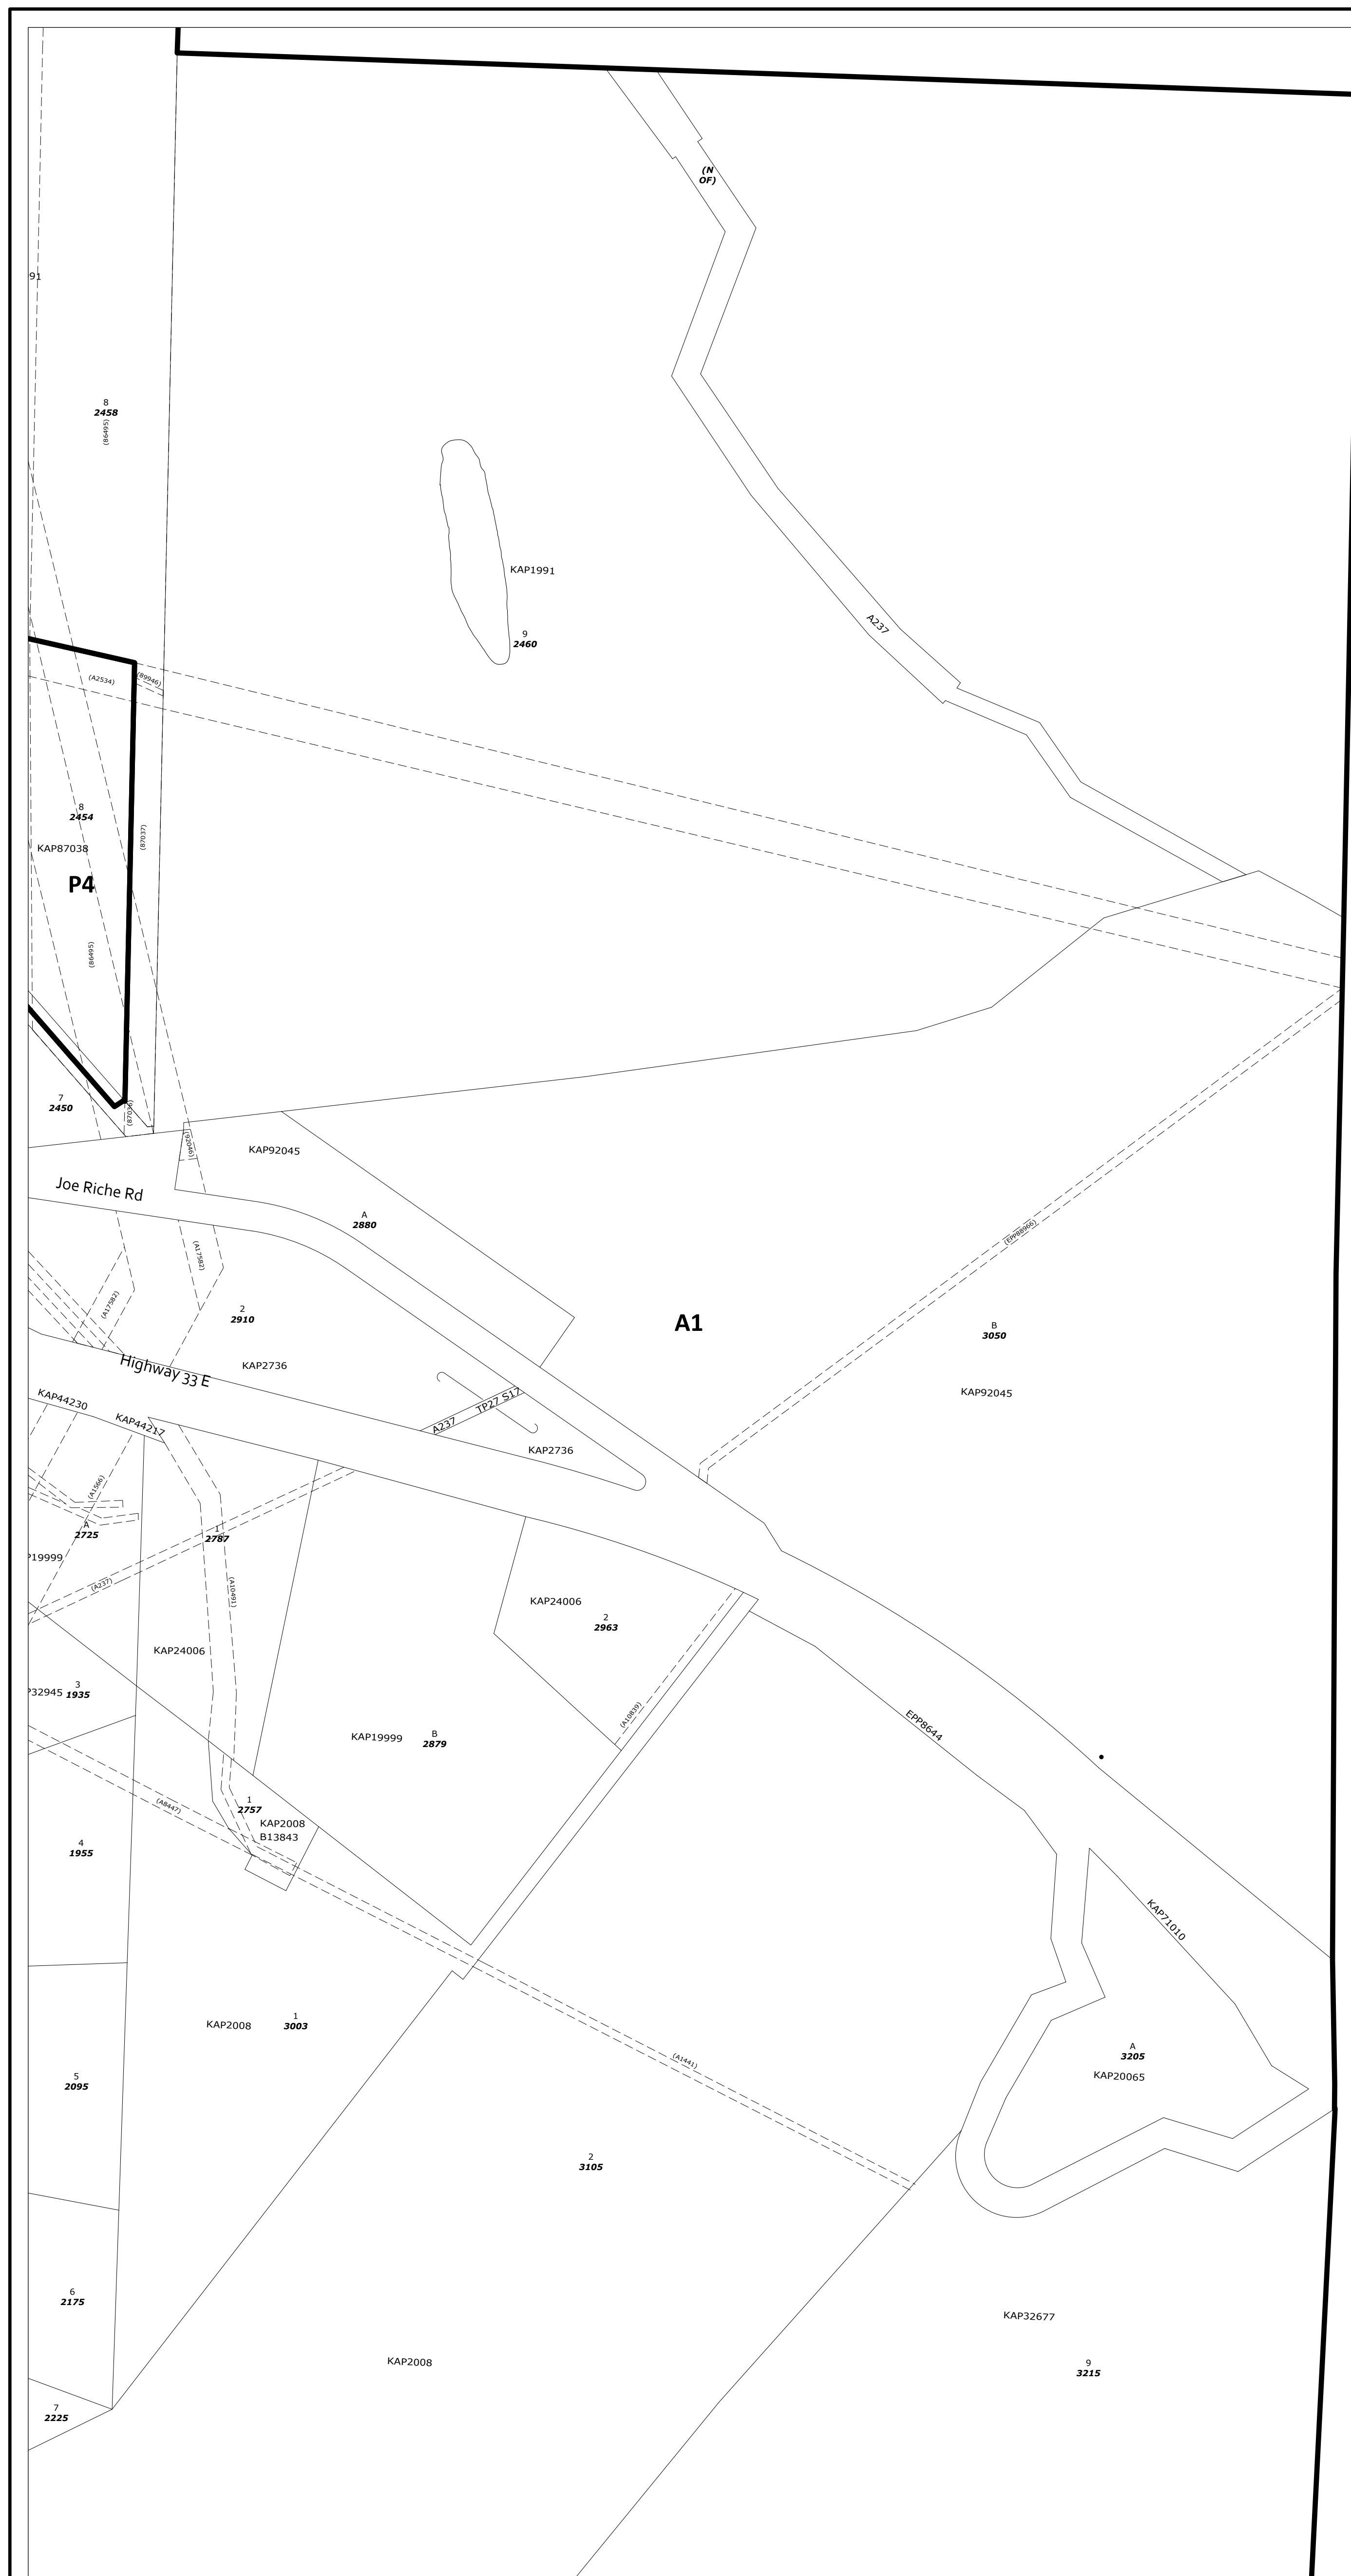 (N
OF)
91
8
2458
(86495)
KAP1991
A237
9
2460
(A2534)
(89946)
8
2454
(87037)
KAP87038
P4
(86495)
7
2450
(87036)
(92046)
KAP92045
Joe Riche Rd
A
2880
(A17582)
(A17582)
(EPP88966)
2
2910
A1
B
3050
Highway 33 E
KAP2736
KAP92045
KAP44230
KAP44217
A237
TP27 S17
KAP2736
(A1566)
A
2725
1
2787
P19999
(A237)
(A10491)
KAP24006
2
2963
KAP24006
P32945
3
1935
(A10839)
EPP8644
KAP19999
B
2879
(A8447)
1
2757
KAP2008
B13843
4
1955
KAP71010
KAP2008
1
3003
A
3205
KAP20065
(A1441)
5
2095
2
3105
6
2175
KAP32677
KAP2008
9
3215
7
2225